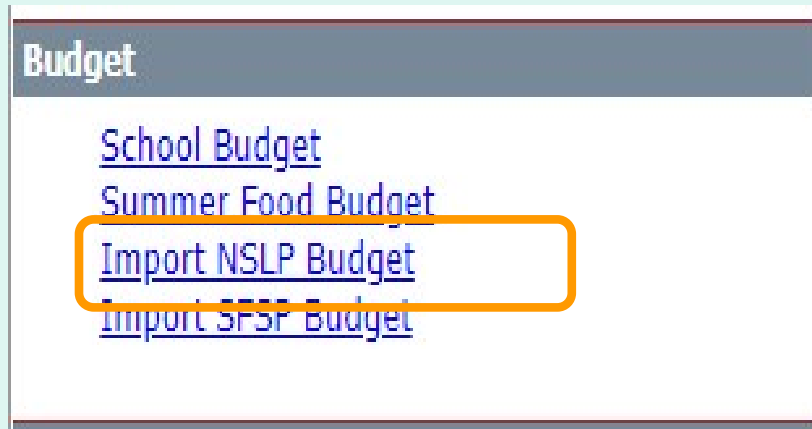 Budget
School Budget
Summer Food Budget
Import NSLP Budget
Import SFSP Budget